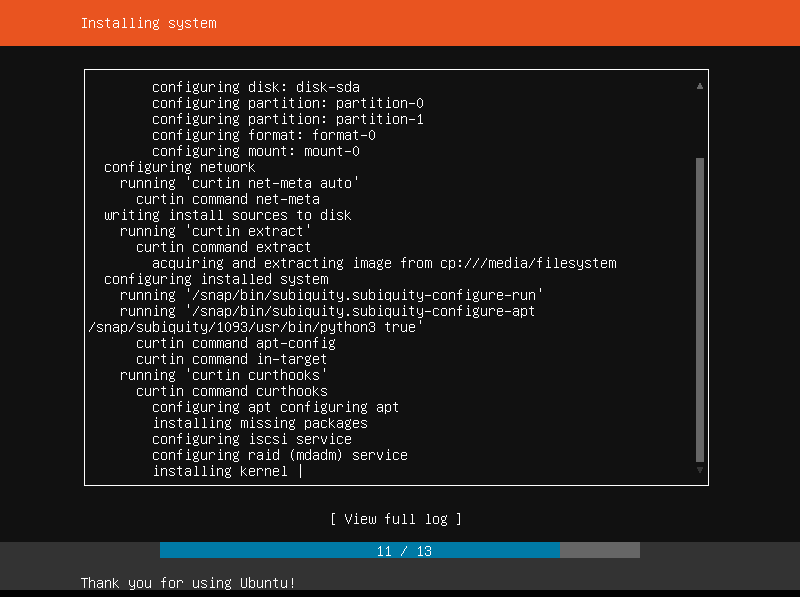 Installing system
configuring disk: disk-sda
configuring partition: partition-0
configuring partition: partition-1
configuring format: format-0
configuring mount: mount-0
configuring network
running 'curtin net-meta auto'
curtin command net-meta
writing install sources to disk
running 'curtin extract'
curtin command extract
acquiring and extracting image from cp:///media/filesystem
configuring installed system
running '/snap/bin/subiquity.subiquity-configure-run'
running '/snap/bin/subiquity.subiquity-configure-apt
/snap/subiquity/1093/usr/bin/python3 true'
curtin command apt-config
curtin command in-target
running 'curtin curthooks'
curtin command curthooks
configuring apt configuring apt
installing missing packages
configuring iscsi service
configuring raid (mdadm) service
installing kernel |
[ View full log ]
11 / 13
Thank you for using Ubuntu!